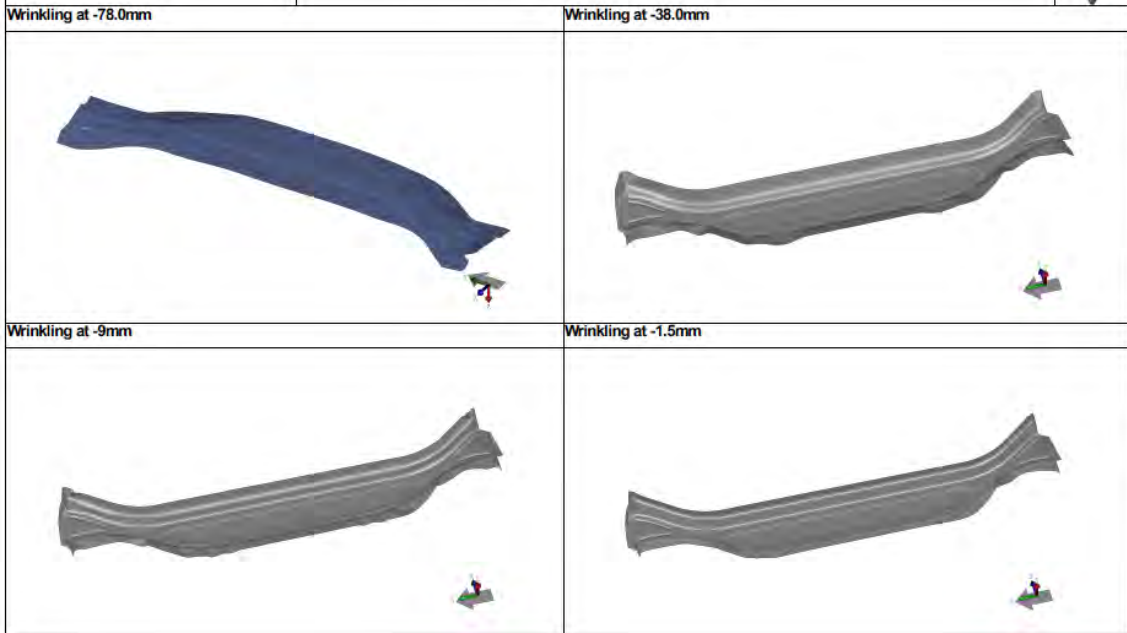 Wrinkling at -78.0mm
Wrinkling at -38.0mm
Wrinkling at -9mm
Wrinkling at -1.5mm